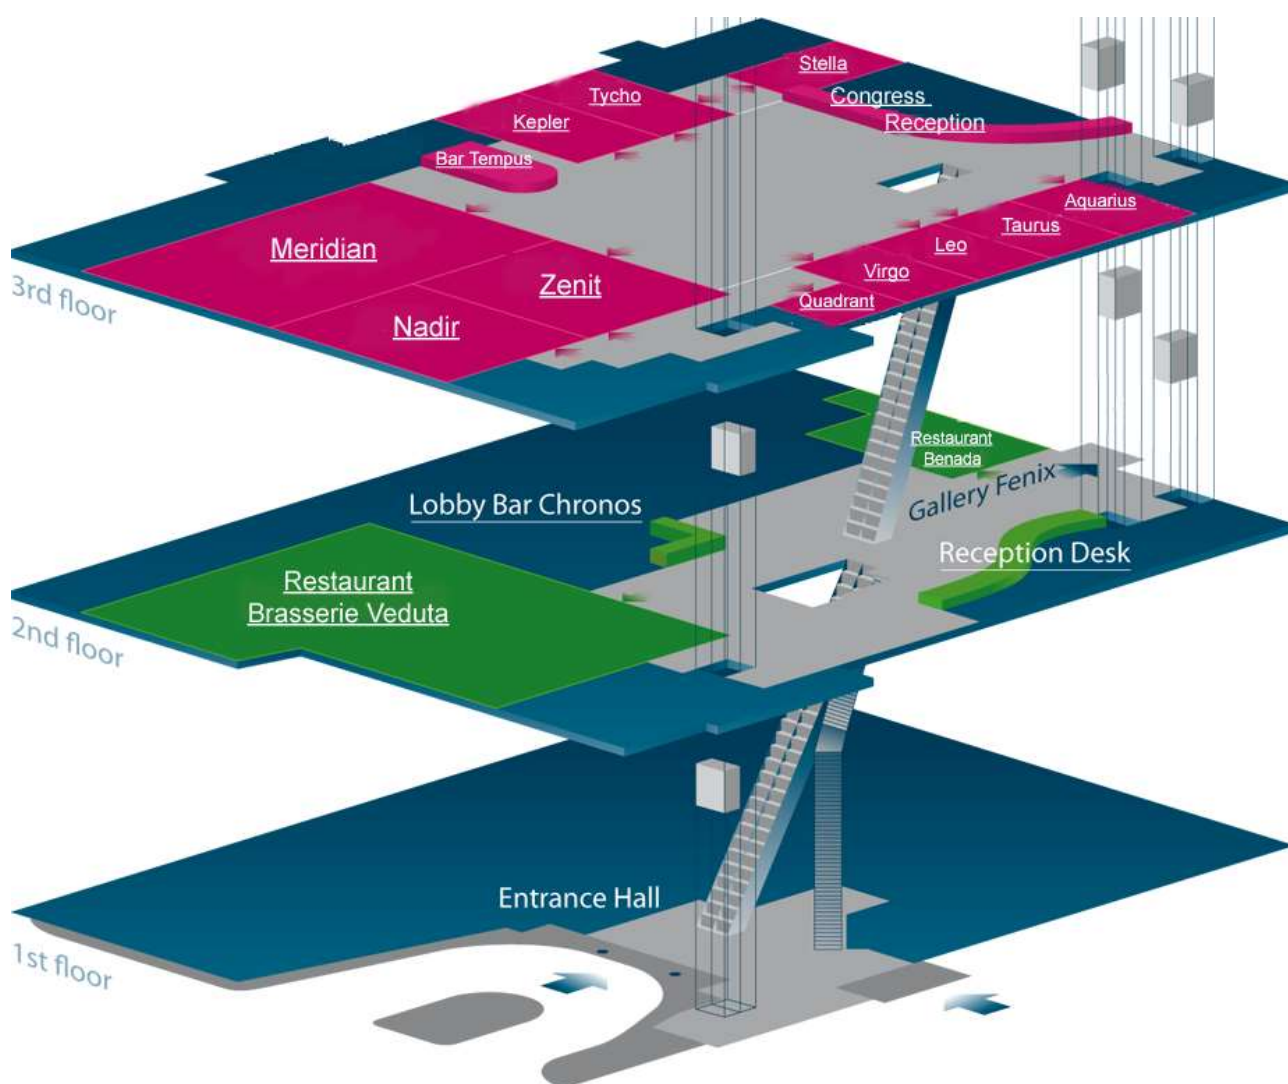 Stella
Tycho
Congress
Reception
Kepler
Bar Tempus
Aquarius
Taurus
Meridian
Leo
Virgo
Zenit
Quadrant
Nadir
3rd floor
Restaurant
Benada
Gallery Fenix
Lobby Bar Chronos
Reception Desk
Restaurant
Brasserie Veduta
2nd floor
Entrance Hall
1st floor